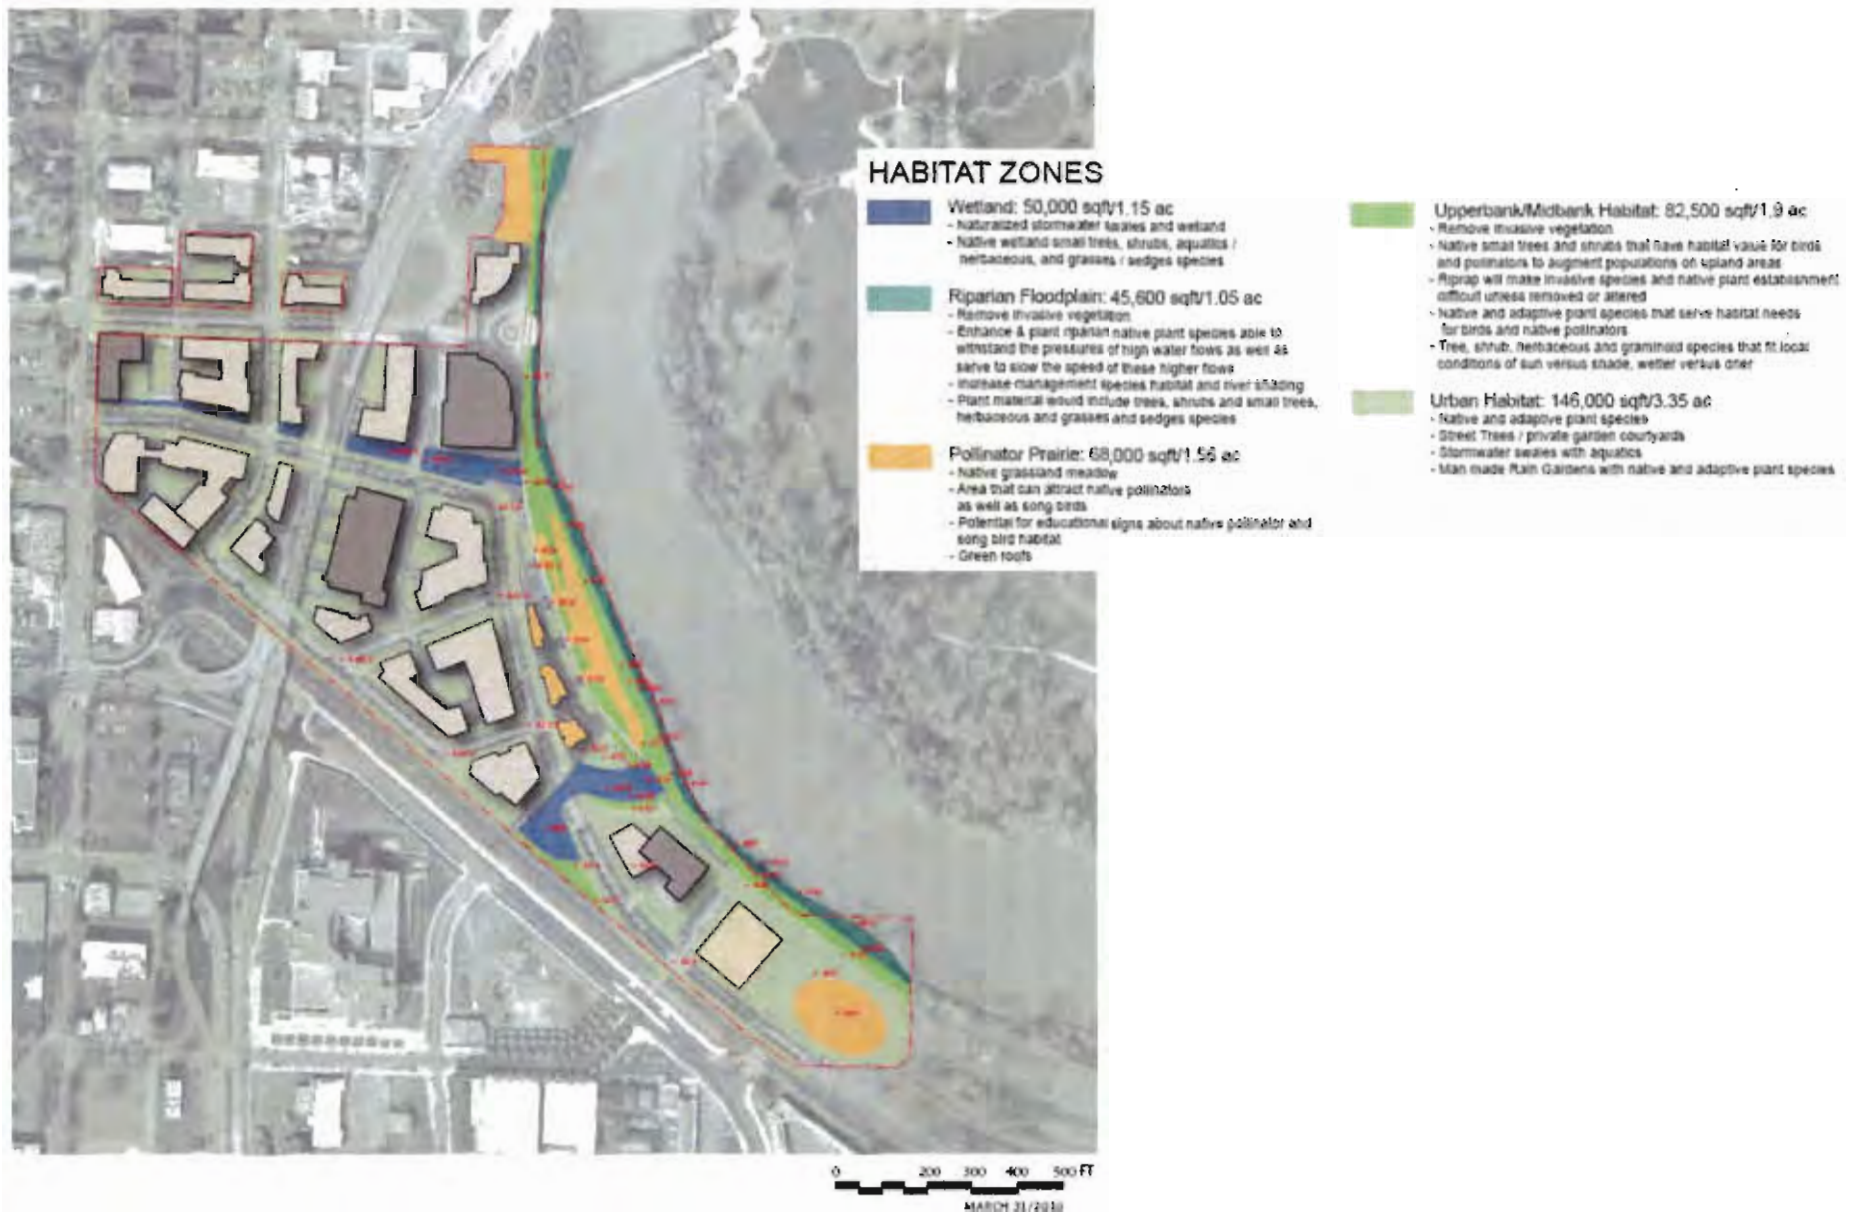 HABITAT ZONES
Wetland: 50,000 sqft/1.15 ac
- Naturalized stormwater swales and wetland
- Native wetland small trees, shrubs, aquatics /
herbaceous, and grasses / sedges species
Riparian Floodplain: 45,600 sqft/1.05 ac
- Remove invasive vegetation
- Enhance & plant riparian native plant species able to
withstand the pressures of high water flows as well as
serve to slow the speed of these higher flows
- Increase management species habitat and river shading
- Plant material would include trees, shrubs and small trees,
herbaceous and grasses and sedges species
Pollinator Prairie: 68,000 sqft/1.56 ac
- Native grassland meadow
- Area that can attract native pollinators
as well as song birds
- Potential for educational signs about native pollinator and
song bird habitat
- Green roofs
Upperbank/Midbank Habitat: 82,500 sqft/1.9 ac
- Remove invasive vegetation
- Native small trees and shrubs that have habitat value for birds
and pollinators to augment populations on upland areas
- Riprap will make invasive species and native plant establishment
difficult unless removed or altered
- Native and adaptive plant species that serve habitat needs
for birds and native pollinators
- Tree, shrub, herbaceous and graminoid species that fit local
conditions of sun versus shade, wetter versus drier
Urban Habitat: 146,000 sqft/3.35 ac
- Native and adaptive plant species
- Street Trees / private garden courtyards
- Stormwater swales with aquatics
- Man made Rain Gardens with native and adaptive plant species
0 200 300 400 500 FT
MARCH 31/2010